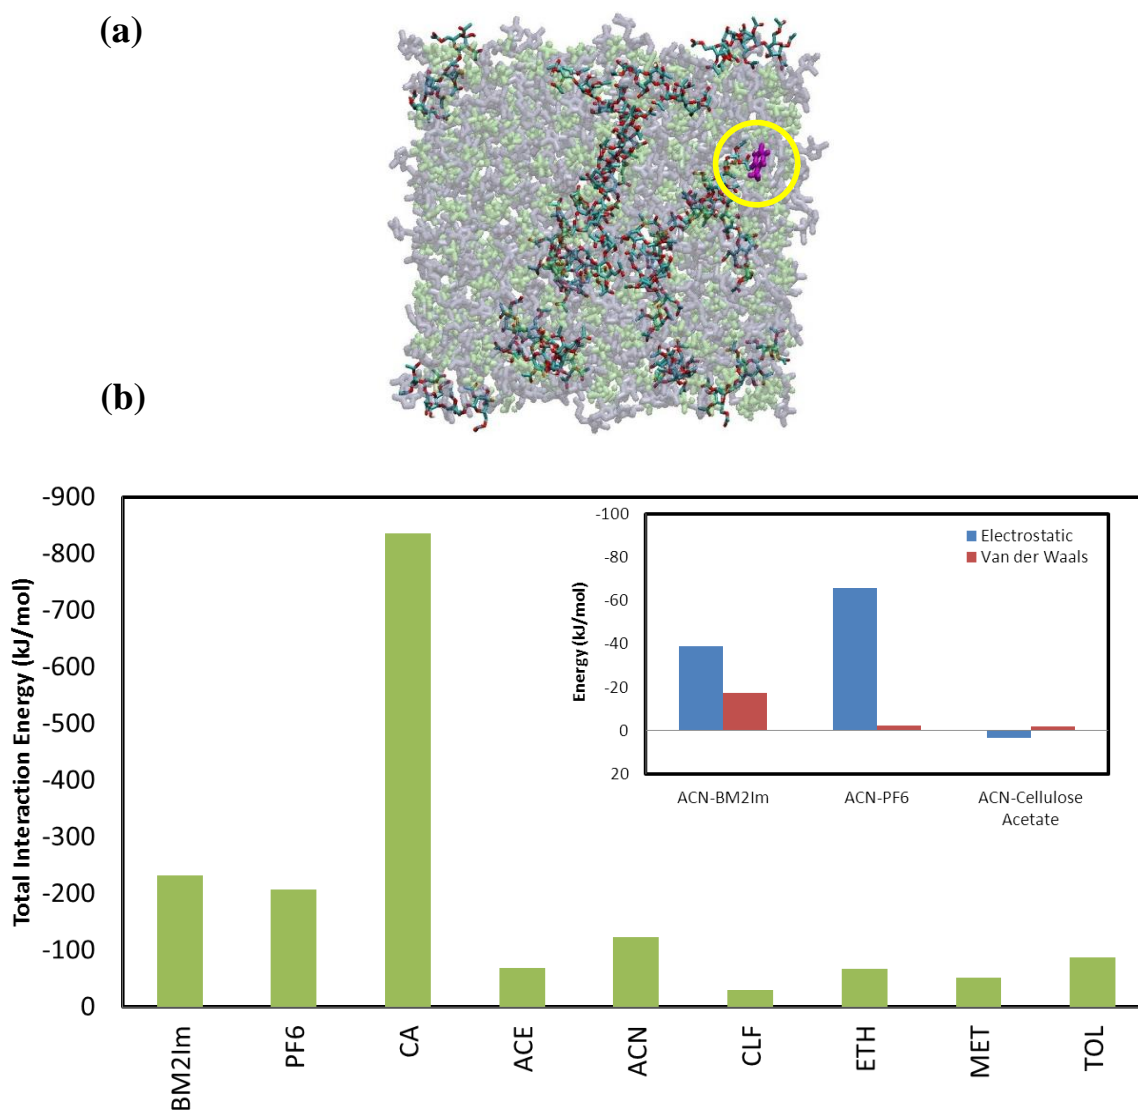 (a)
(b)
Total Interaction Energy (kJ/mol)
-900
-800
-700
-600
-500
-400
-300
-200
-100
0
BM2Im
PF6
CA
ACE
ACN
CLF
ETH
MET
TOL
Energy (kJ/mol)
-100
-80
-60
-40
-20
0
20
Electrostatic
Van der Waals
ACN-BM2Im
ACN-PF6
ACN-Cellulose
Acetate